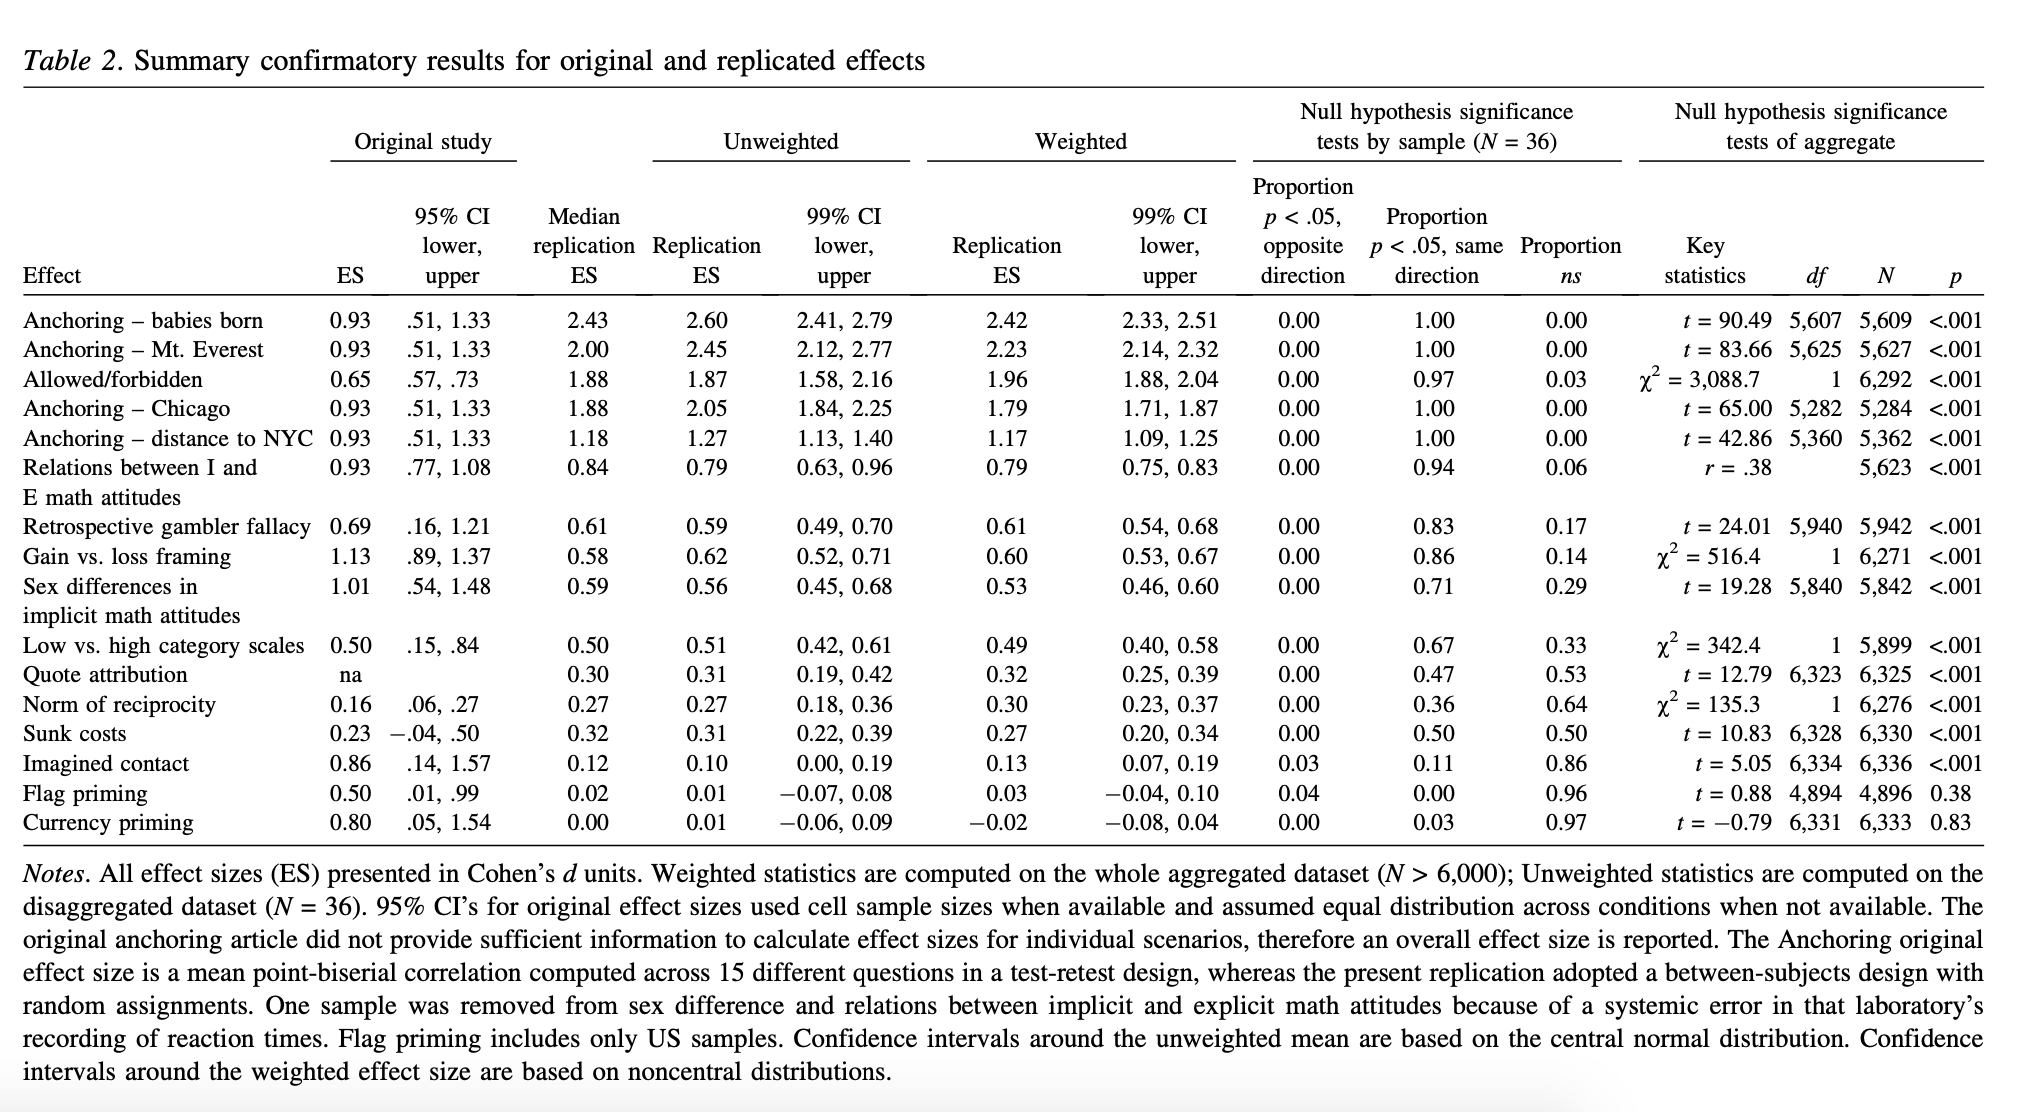 Table 2. Summary confirmatory results for original and replicated effects
Null hypothesis significance Null hypothesis significance
Original study Unweighted Weighted tests by sample (N = 36) tests of aggregate
Proportion
95% CI Median 99% CI 99% CI p < .05, Proportion
lower, replication Replication lower, Replication lower, opposite p < .05, same Proportion Key
Effect ES upper ES ES upper ES upper direction direction ns statistics df N p
Anchoring – babies born 0.93 .51, 1.33 2.43 2.60 2.41, 2.79 2.42 2.33, 2.51 0.00 1.00 0.00 t = 90.49 5,607 5,609 <.001
Anchoring – Mt. Everest 0.93 .51, 1.33 2.00 2.45 2.12, 2.77 2.23 2.14, 2.32 0.00 1.00 0.00 t = 83.66 5,625 5,627 <.001
Allowed/forbidden 0.65 .57, .73 1.88 1.87 1.58, 2.16 1.96 1.88, 2.04 0.00 0.97 0.03 χ² = 3,088.7 1 6,292 <.001
Anchoring – Chicago 0.93 .51, 1.33 1.88 2.05 1.84, 2.25 1.79 1.71, 1.87 0.00 1.00 0.00 t = 65.00 5,282 5,284 <.001
Anchoring – distance to NYC 0.93 .51, 1.33 1.18 1.27 1.13, 1.40 1.17 1.09, 1.25 0.00 1.00 0.00 t = 42.86 5,360 5,362 <.001
Relations between I and 0.93 .77, 1.08 0.84 0.79 0.63, 0.96 0.79 0.75, 0.83 0.00 0.94 0.06 r = .38 5,623 <.001
E math attitudes
Retrospective gambler fallacy 0.69 .16, 1.21 0.61 0.59 0.49, 0.70 0.61 0.54, 0.68 0.00 0.83 0.17 t = 24.01 5,940 5,942 <.001
Gain vs. loss framing 1.13 .89, 1.37 0.58 0.62 0.52, 0.71 0.60 0.53, 0.67 0.00 0.86 0.14 χ² = 516.4 1 6,271 <.001
Sex differences in 1.01 .54, 1.48 0.59 0.56 0.45, 0.68 0.53 0.46, 0.60 0.00 0.71 0.29 t = 19.28 5,840 5,842 <.001
implicit math attitudes
Low vs. high category scales 0.50 .15, .84 0.50 0.51 0.42, 0.61 0.49 0.40, 0.58 0.00 0.67 0.33 χ² = 342.4 1 5,899 <.001
Quote attribution na 0.30 0.31 0.19, 0.42 0.32 0.25, 0.39 0.00 0.47 0.53 t = 12.79 6,323 6,325 <.001
Norm of reciprocity 0.16 .06, .27 0.27 0.27 0.18, 0.36 0.30 0.23, 0.37 0.00 0.36 0.64 χ² = 135.3 1 6,276 <.001
Sunk costs 0.23 −.04, .50 0.32 0.31 0.22, 0.39 0.27 0.20, 0.34 0.00 0.50 0.50 t = 10.83 6,328 6,330 <.001
Imagined contact 0.86 .14, 1.57 0.12 0.10 0.00, 0.19 0.13 0.07, 0.19 0.03 0.11 0.86 t = 5.05 6,334 6,336 <.001
Flag priming 0.50 .01, .99 0.02 0.01 −0.07, 0.08 0.03 −0.04, 0.10 0.04 0.00 0.96 t = 0.88 4,894 4,896 0.38
Currency priming 0.80 .05, 1.54 0.00 0.01 −0.06, 0.09 −0.02 −0.08, 0.04 0.00 0.03 0.97 t = −0.79 6,331 6,333 0.83
Notes. All effect sizes (ES) presented in Cohen's d units. Weighted statistics are computed on the whole aggregated dataset (N > 6,000); Unweighted statistics are computed on the
disaggregated dataset (N = 36). 95% CI's for original effect sizes used cell sample sizes when available and assumed equal distribution across conditions when not available. The
original anchoring article did not provide sufficient information to calculate effect sizes for individual scenarios, therefore an overall effect size is reported. The Anchoring original
effect size is a mean point-biserial correlation computed across 15 different questions in a test-retest design, whereas the present replication adopted a between-subjects design with
random assignments. One sample was removed from sex difference and relations between implicit and explicit math attitudes because of a systemic error in that laboratory's
recording of reaction times. Flag priming includes only US samples. Confidence intervals around the unweighted mean are based on the central normal distribution. Confidence
intervals around the weighted effect size are based on noncentral distributions.